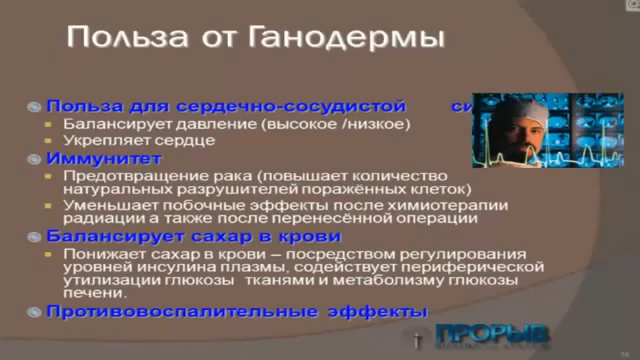 Польза от Ганодермы
Польза для сердечно-сосудистой си
Балансирует давление (высокое /низкое)
Укрепляет сердце
Иммунитет
Предотвращение рака (повышает количество
натуральных разрушителей поражённых клеток)
Уменьшает побочные эффекты после химиотерапии
радиации а также после перенесённой операции
Балансирует сахар в крови
Понижает сахар в крови – посредством регулирования
уровней инсулина плазмы, содействует периферической
утилизации глюкозы тканями и метаболизму глюкозы
печени.
Противовоспалительные эффекты
ПРОРЫВ